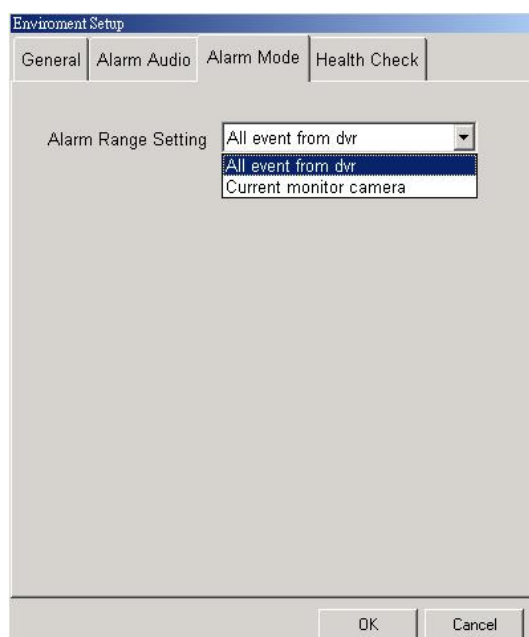 Enviroment Setup
General Alarm Audio Alarm Mode Health Check
Alarm Range Setting All event from dvr
All event from dvr
Current monitor camera
OK Cancel